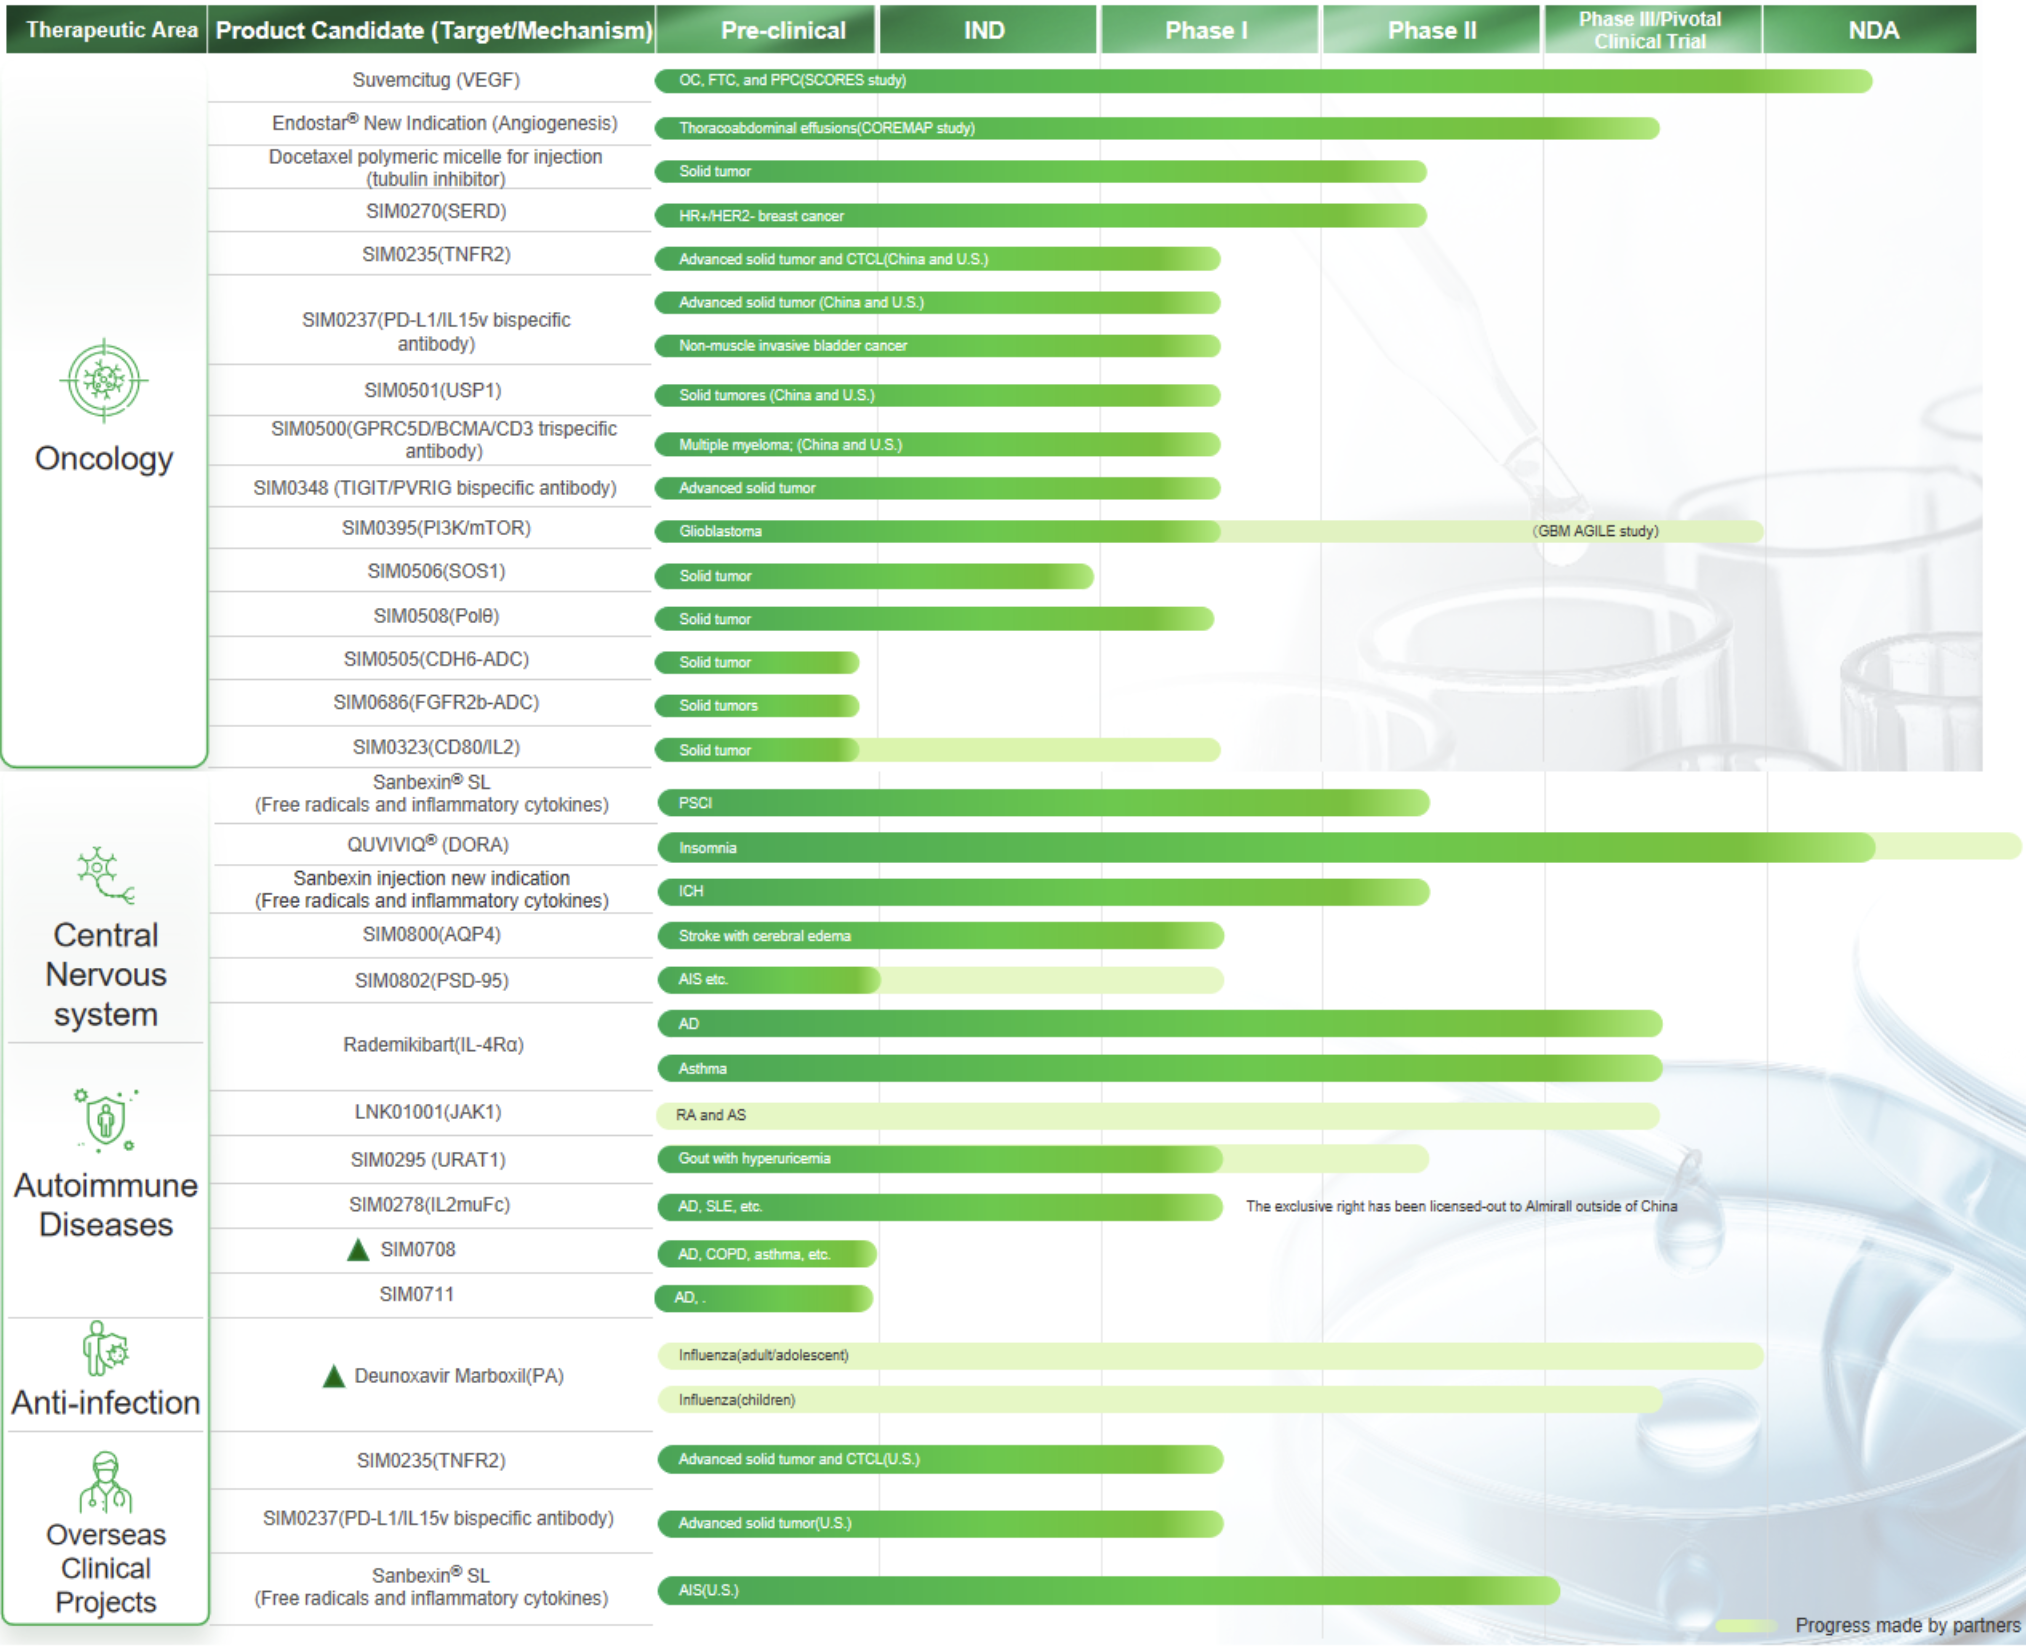 Therapeutic Area
Product Candidate (Target/Mechanism)
Pre-clinical
IND
Phase I
Phase II
Phase III/Pivotal
Clinical Trial
NDA
Oncology
Suvemcitug (VEGF)
OC, FTC, and PPC(SCORES study)
Endostar® New Indication (Angiogenesis)
Thoracoabdominal effusions(COREMAP study)
Docetaxel polymeric micelle for injection
(tubulin inhibitor)
Solid tumor
SIM0270(SERD)
HR+/HER2- breast cancer
SIM0235(TNFR2)
Advanced solid tumor and CTCL(China and U.S.)
SIM0237(PD-L1/IL15v bispecific
antibody)
Advanced solid tumor (China and U.S.)
Non-muscle invasive bladder cancer
SIM0501(USP1)
Solid tumores (China and U.S.)
SIM0500(GPRC5D/BCMA/CD3 trispecific
antibody)
Multiple myeloma; (China and U.S.)
SIM0348 (TIGIT/PVRIG bispecific antibody)
Advanced solid tumor
SIM0395(PI3K/mTOR)
Glioblastoma
(GBM AGILE study)
SIM0506(SOS1)
Solid tumor
SIM0508(Polθ)
Solid tumor
SIM0505(CDH6-ADC)
Solid tumor
SIM0686(FGFR2b-ADC)
Solid tumors
SIM0323(CD80/IL2)
Solid tumor
Central
Nervous
system
Sanbexin® SL
(Free radicals and inflammatory cytokines)
PSCI
QUVIVIQ® (DORA)
Insomnia
Sanbexin injection new indication
(Free radicals and inflammatory cytokines)
ICH
SIM0800(AQP4)
Stroke with cerebral edema
SIM0802(PSD-95)
AIS etc.
Autoimmune
Diseases
Rademikibart(IL-4Rα)
AD
Asthma
LNK01001(JAK1)
RA and AS
SIM0295 (URAT1)
Gout with hyperuricemia
SIM0278(IL2muFc)
AD, SLE, etc.
The exclusive right has been licensed-out to Almirall outside of China
▲ SIM0708
AD, COPD, asthma, etc.
SIM0711
AD, .
Anti-infection
▲ Deunoxavir Marboxil(PA)
Influenza(adult/adolescent)
Influenza(children)
Overseas
Clinical
Projects
SIM0235(TNFR2)
Advanced solid tumor and CTCL(U.S.)
SIM0237(PD-L1/IL15v bispecific antibody)
Advanced solid tumor(U.S.)
Sanbexin® SL
(Free radicals and inflammatory cytokines)
AIS(U.S.)
Progress made by partners